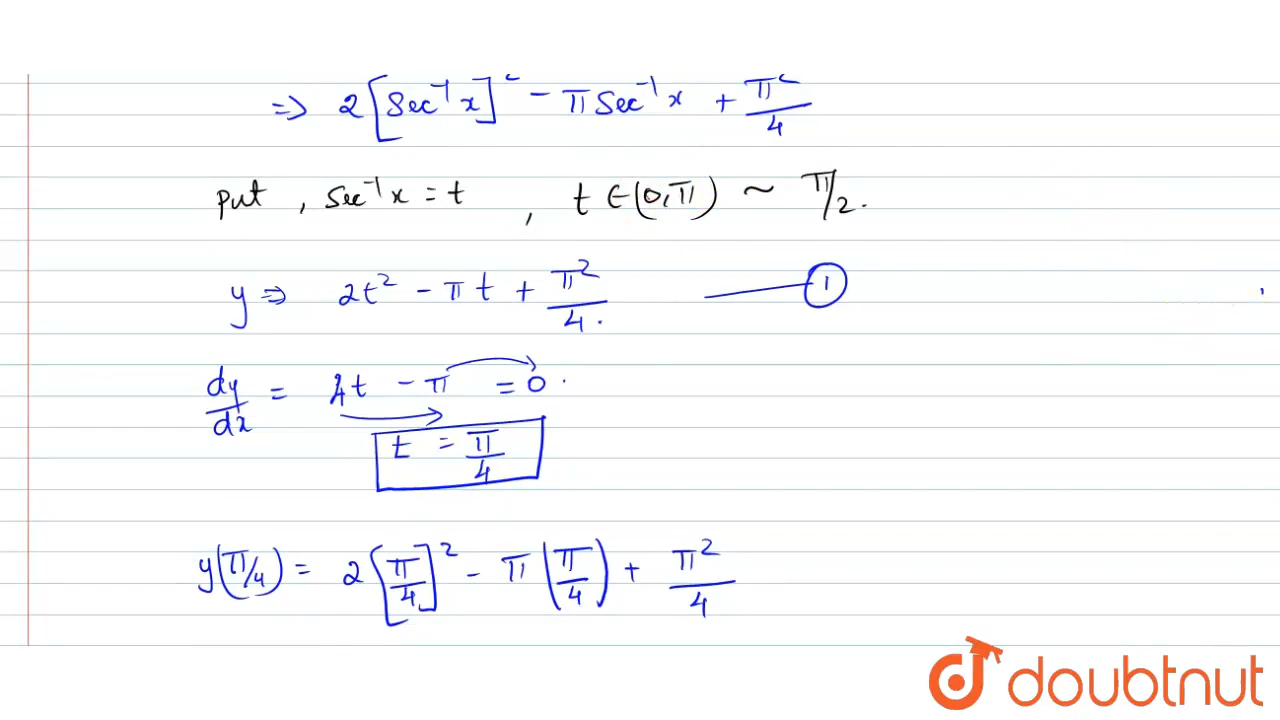 ⇒ 2[Sec⁻¹x]² - π Sec⁻¹x + π²/4
put, sec⁻¹x = t, t ∈ (0,π) ~ π/2.
y ⇒ 2t² - πt + π²/4. ——— ①
dy/dx = 4t - π = 0.
t = π/4
y(π/4) = 2[π/4]² - π(π/4) + π²/4
doubtnut